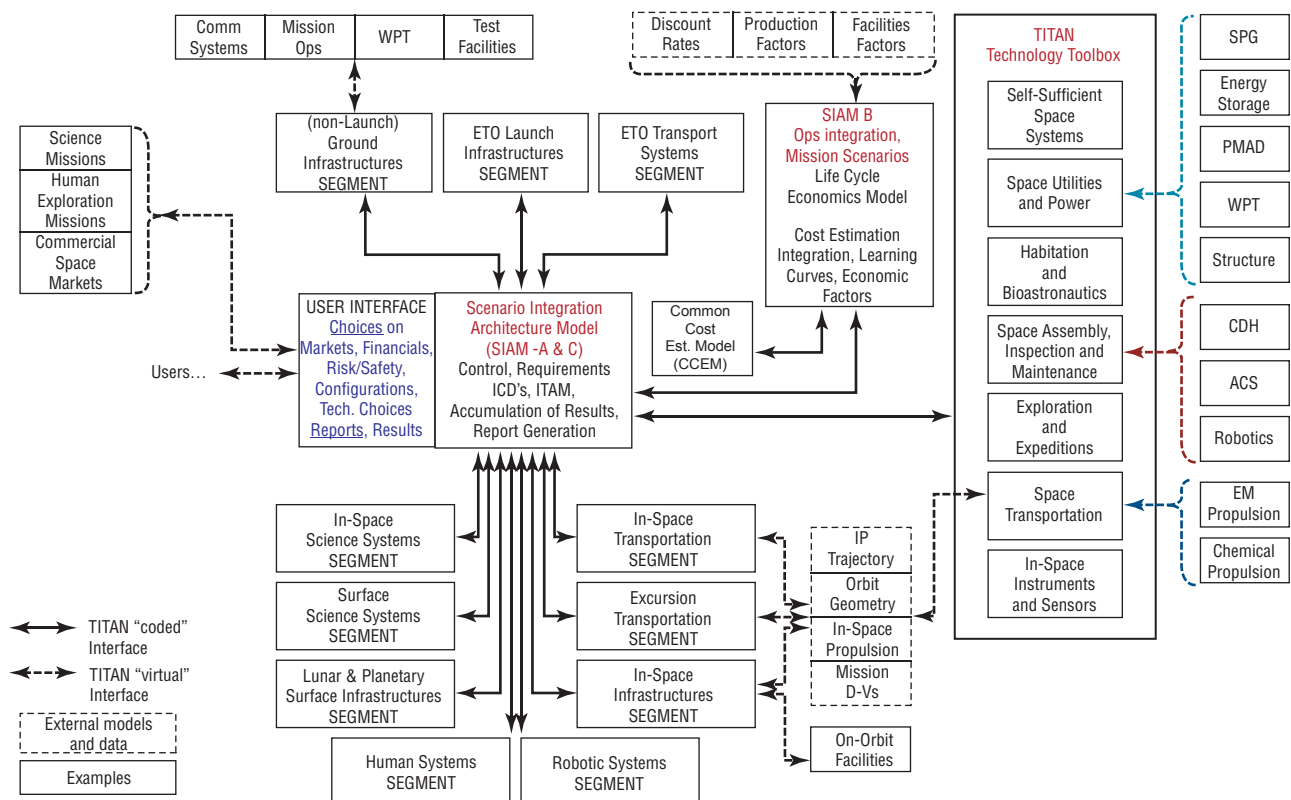 Comm
Systems
Mission
Ops
WPT
Test
Facilities
Discount
Rates
Production
Factors
Facilities
Factors
TITAN
Technology Toolbox
SPG
Energy
Storage
PMAD
WPT
Structure
CDH
ACS
Robotics
EM
Propulsion
Chemical
Propulsion
Self-Sufficient
Space
Systems
Space Utilities
and Power
Habitation and
Bioastronautics
Space Assembly,
Inspection and
Maintenance
Exploration
and
Expeditions
Space
Transportation
In-Space
Instruments
and Sensors
Science
Missions
Human
Exploration
Missions
Commercial
Space
Markets
Users...
(non-Launch)
Ground
Infrastructures
SEGMENT
ETO Launch
Infrastructures
SEGMENT
ETO Transport
Systems
SEGMENT
SIAM B
Ops integration,
Mission Scenarios
Life Cycle
Economics Model
Cost Estimation
Integration, Learning
Curves, Economic
Factors
USER INTERFACE
Choices on
Markets, Financials,
Risk/Safety,
Configurations,
Tech. Choices
Reports, Results
Scenario Integration
Architecture Model
(SIAM -A & C)
Control, Requirements
ICD's, ITAM,
Accumulation of Results,
Report Generation
Common
Cost
Est. Model
(CCEM)
In-Space
Science Systems
SEGMENT
Surface
Science Systems
SEGMENT
Lunar & Planetary
Surface Infrastructures
SEGMENT
Human Systems
SEGMENT
In-Space
Transportation
SEGMENT
Excursion
Transportation
SEGMENT
In-Space
Infrastructures
SEGMENT
Robotic Systems
SEGMENT
IP
Trajectory
Orbit
Geometry
In-Space
Propulsion
Mission
D-Vs
On-Orbit
Facilities
TITAN “coded”
Interface
TITAN “virtual”
Interface
External models
and data
Examples